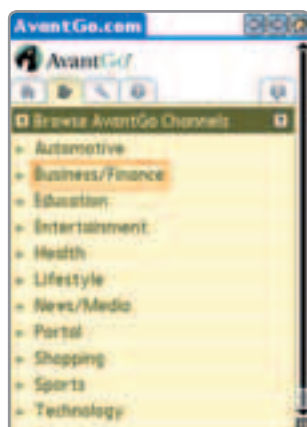 AvantGo.com
AvantGo
Browse AvantGo Channels
Automotive
Business/Finance
Education
Entertainment
Health
Lifestyle
News/Media
Portal
Shopping
Sports
Technology